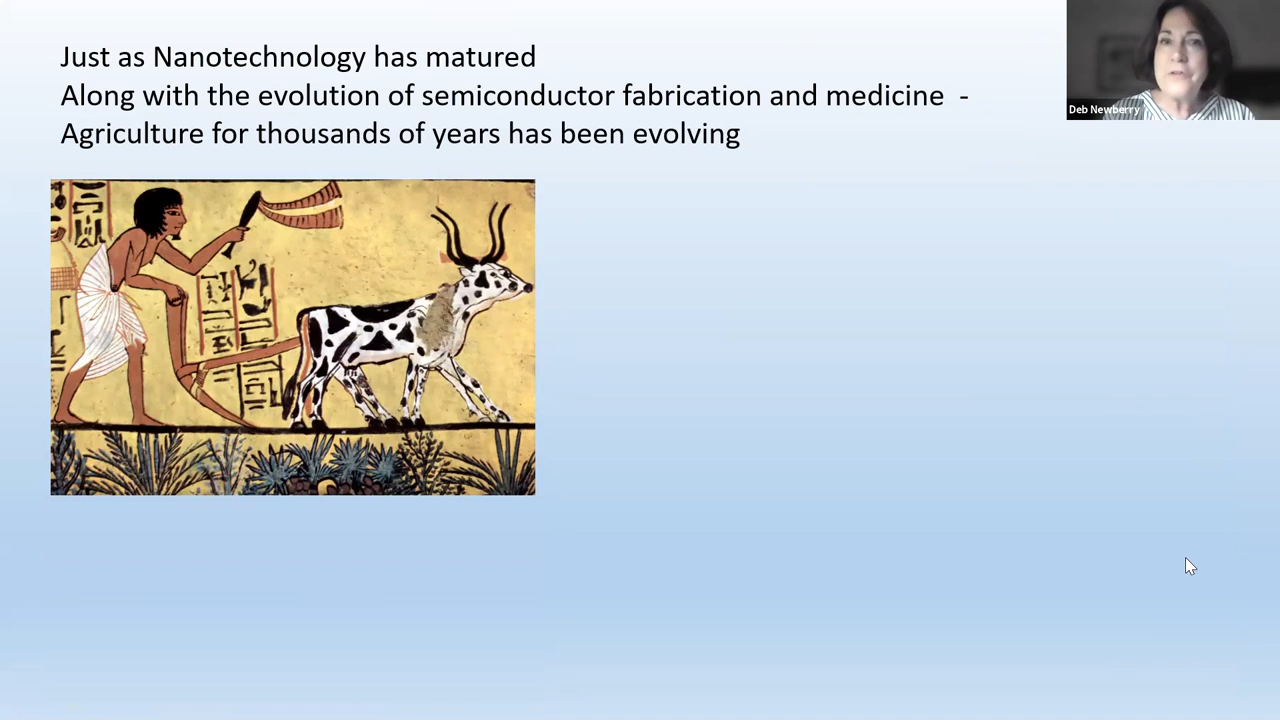 Just as Nanotechnology has matured
Along with the evolution of semiconductor fabrication and medicine -
Agriculture for thousands of years has been evolving
Deb Newberry